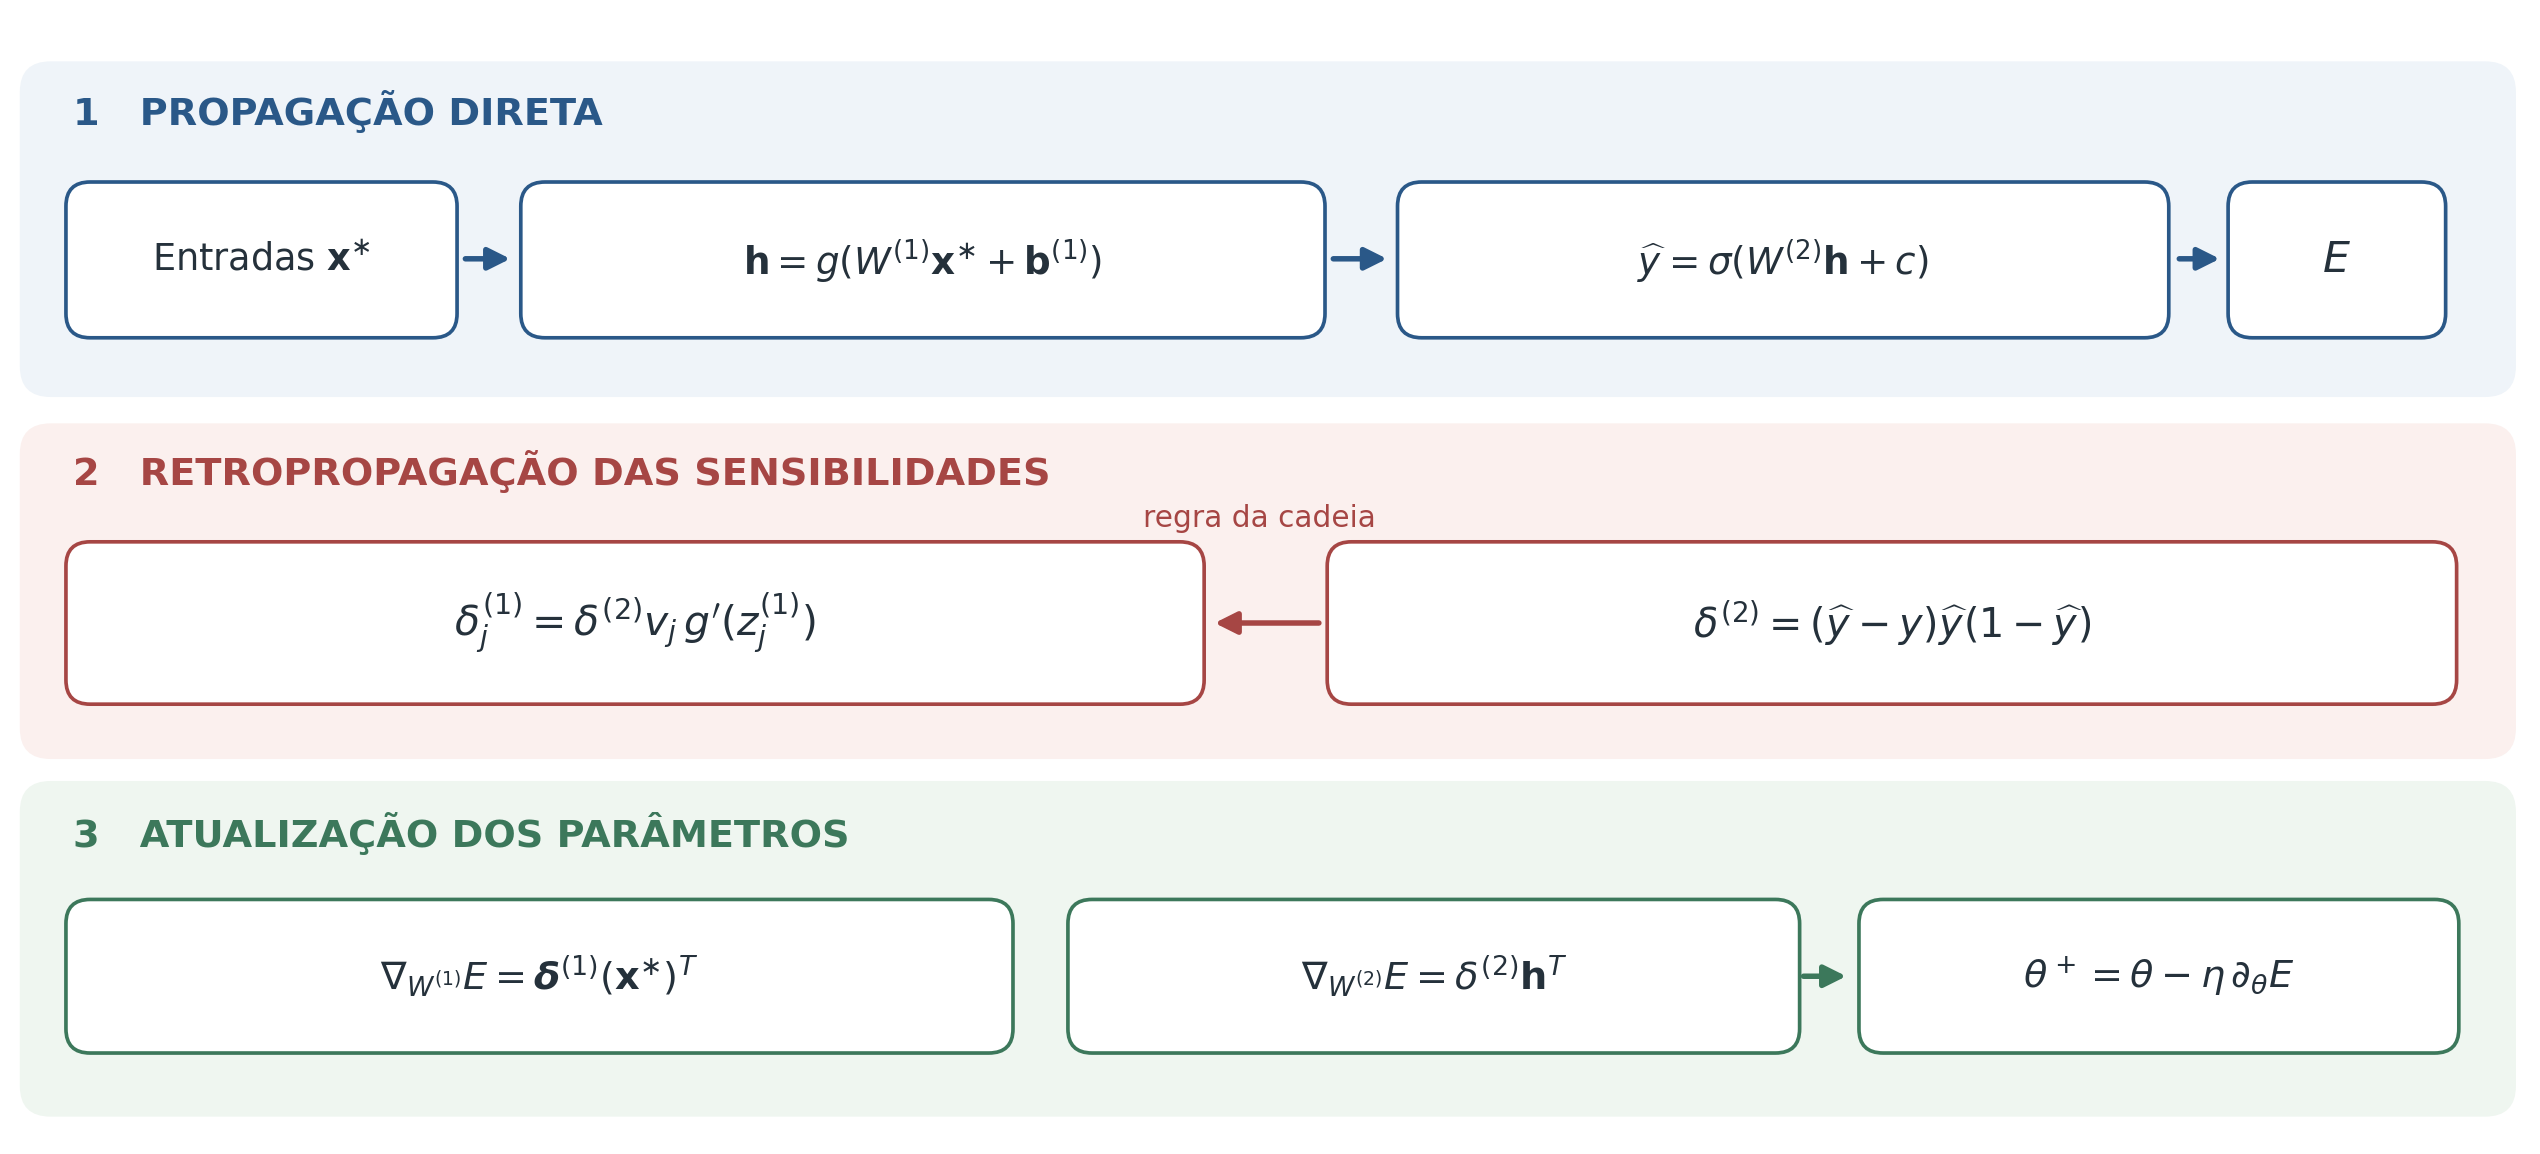 1 PROPAGAÇÃO DIRETA
Entradas x*
h = g(W⁽¹⁾x* + b⁽¹⁾)
ŷ = σ(W⁽²⁾h + c)
E
2 RETROPROPAGAÇÃO DAS SENSIBILIDADES
regra da cadeia
δ_j⁽¹⁾ = δ⁽²⁾v_j g′(z_j⁽¹⁾)
δ⁽²⁾ = (ŷ − y)ŷ(1 − ŷ)
3 ATUALIZAÇÃO DOS PARÂMETROS
∇_W⁽¹⁾E = δ⁽¹⁾(x*)ᵀ
∇_W⁽²⁾E = δ⁽²⁾hᵀ
θ⁺ = θ − η ∂_θE